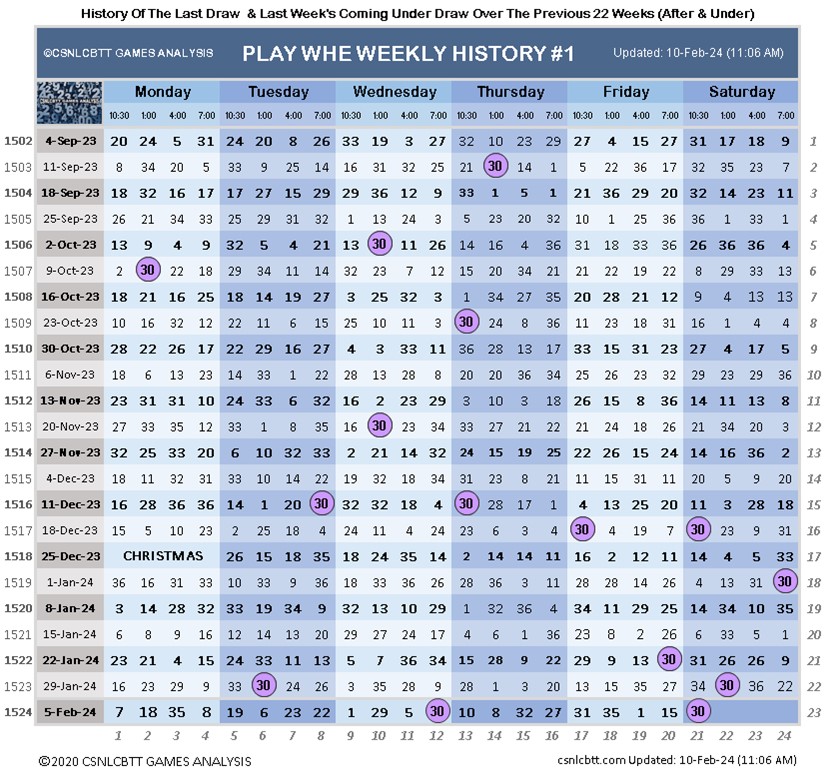 History Of The Last Draw & Last Week's Coming Under Draw Over The Previous 22 Weeks (After & Under)
©CSNLCBTT GAMES ANALYSIS PLAY WHE WEEKLY HISTORY #1 Updated: 10-Feb-24 (11:06 AM)
CSNLCBTT GAMES ANALYSIS Monday Tuesday Wednesday Thursday Friday Saturday
10:30 1:00 4:00 7:00 10:30 1:00 4:00 7:00 10:30 1:00 4:00 7:00 10:30 1:00 4:00 7:00 10:30 1:00 4:00 7:00 10:30 1:00 4:00 7:00
1502 4-Sep-23 20 24 5 31 24 20 8 26 33 19 3 27 32 10 23 29 27 4 15 27 31 17 18 9 1
1503 11-Sep-23 8 34 20 5 33 9 25 14 16 31 32 25 21 30 14 1 5 22 36 17 32 35 23 7 2
1504 18-Sep-23 18 32 16 17 17 27 15 29 29 36 12 9 33 1 5 1 21 36 29 20 32 14 23 11 3
1505 25-Sep-23 26 21 34 33 25 29 31 32 1 13 24 3 5 23 20 32 10 1 25 36 36 1 33 1 4
1506 2-Oct-23 13 9 4 9 32 5 4 21 13 30 11 26 14 16 4 36 31 18 33 36 26 36 36 4 5
1507 9-Oct-23 2 30 22 18 29 34 11 14 32 23 7 12 15 20 34 21 21 22 19 22 8 29 33 13 6
1508 16-Oct-23 18 21 16 25 18 14 19 27 3 25 32 3 1 34 27 35 20 28 21 12 9 4 13 13 7
1509 23-Oct-23 10 16 32 12 22 11 6 15 25 10 11 3 30 24 8 36 11 23 18 31 16 1 4 4 8
1510 30-Oct-23 28 22 26 17 22 29 16 27 4 3 33 11 36 28 13 17 33 15 31 23 27 4 17 5 9
1511 6-Nov-23 18 6 13 23 14 33 1 22 28 13 28 8 20 20 36 34 25 26 23 32 29 23 29 36 10
1512 13-Nov-23 23 31 31 10 24 33 6 32 16 2 23 29 3 10 3 18 26 15 8 36 14 11 13 8 11
1513 20-Nov-23 27 33 35 12 33 1 8 35 16 30 23 34 33 27 21 22 21 22 24 24 21 34 20 3 12
1514 27-Nov-23 32 25 33 20 6 10 32 33 2 21 14 32 24 15 19 25 24 18 26 15 14 16 36 2 13
1515 4-Dec-23 18 11 32 31 33 10 14 22 19 32 18 34 31 23 8 21 11 15 31 11 20 5 9 20 14
1516 11-Dec-23 16 28 36 36 14 1 20 30 32 32 18 4 30 28 17 1 4 13 25 20 11 3 28 18 15
1517 18-Dec-23 15 5 10 23 2 25 18 4 24 11 4 24 23 6 3 4 30 4 19 7 30 23 9 31 16
1518 25-Dec-23 CHRISTMAS 26 15 18 35 18 24 35 14 2 14 14 11 16 2 12 11 14 4 5 33 17
1519 1-Jan-24 36 16 31 33 10 33 9 36 18 34 16 34 28 36 3 11 28 28 14 26 4 13 31 30 18
1520 8-Jan-24 3 14 28 32 33 19 34 9 32 13 10 29 1 32 36 4 34 11 29 25 14 34 10 35 19
1521 15-Jan-24 6 8 9 16 12 14 13 20 29 27 24 17 4 6 1 36 23 8 2 26 6 33 5 1 20
1522 22-Jan-24 23 21 4 15 24 33 11 13 5 7 36 34 15 28 9 22 29 9 13 30 31 26 26 9 21
1523 29-Jan-24 16 23 29 9 33 30 24 26 3 35 28 9 28 1 3 20 13 15 35 27 34 30 36 22 22
1524 5-Feb-24 7 18 35 8 19 6 23 22 1 29 5 30 10 8 32 27 31 35 1 15 30 23
1 2 3 4 5 6 7 8 9 10 11 12 13 14 15 16 17 18 19 20 21 22 23 24
©2020 CSNLCBTT GAMES ANALYSIS csnlcbtt.com Updated: 10-Feb-24 (11:06 AM)